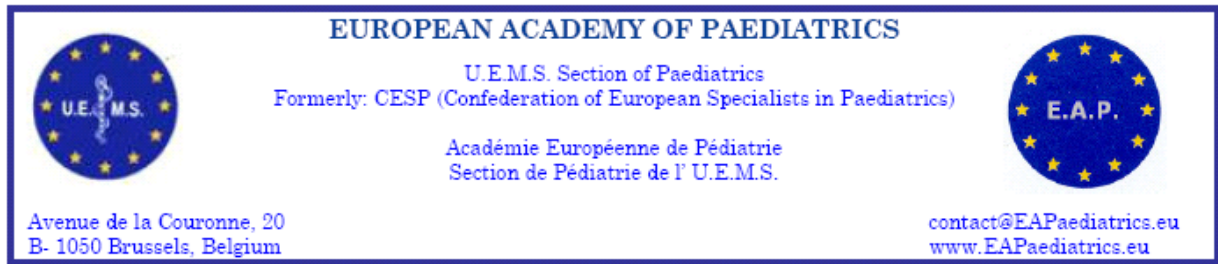 EUROPEAN ACADEMY OF PAEDIATRICS
U.E.M.S. Section of Paediatrics
Formerly: CESP (Confederation of European Specialists in Paediatrics)
Académie Européenne de Pédiatrie
Section de Pédiatrie de l' U.E.M.S.
U.E. M.S.
E.A.P.
Avenue de la Couronne, 20
B- 1050 Brussels, Belgium
contact@EAPaediatrics.eu
www.EAPaediatrics.eu